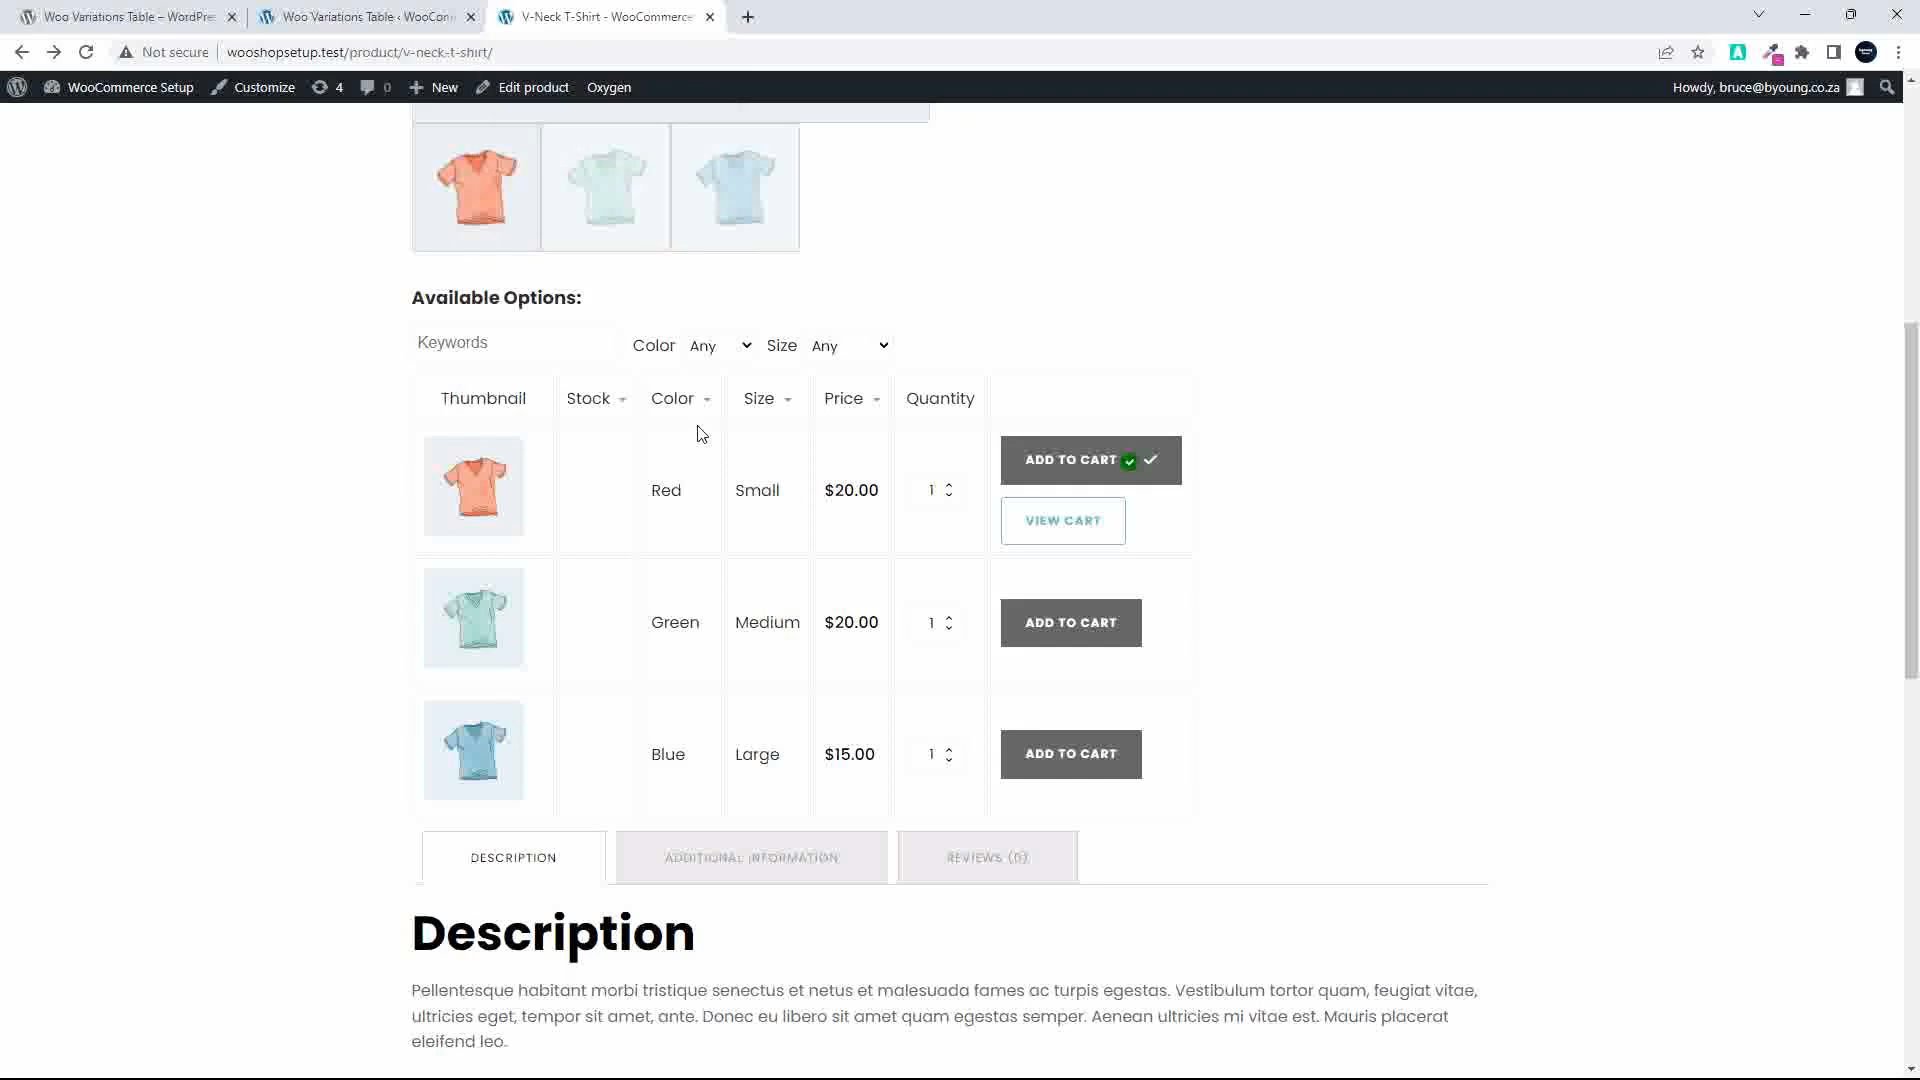 Woo Variations Table – WordPre
Woo Variations Table ‹ WooCom
V-Neck T-Shirt - WooCommerce
Not secure
wooshopsetup.test/product/v-neck-t-shirt/
WooCommerce Setup
Customize
4
0
New
Edit product
Oxygen
Howdy, bruce@byoung.co.za
Available Options:
Keywords
Color Any
Size Any
Thumbnail Stock Color Size Price Quantity
Red Small $20.00 1 ADD TO CART
VIEW CART
Green Medium $20.00 1 ADD TO CART
Blue Large $15.00 1 ADD TO CART
DESCRIPTION
ADDITIONAL INFORMATION
REVIEWS (0)
Description
Pellentesque habitant morbi tristique senectus et netus et malesuada fames ac turpis egestas. Vestibulum tortor quam, feugiat vitae,
ultricies eget, tempor sit amet, ante. Donec eu libero sit amet quam egestas semper. Aenean ultricies mi vitae est. Mauris placerat
eleifend leo.